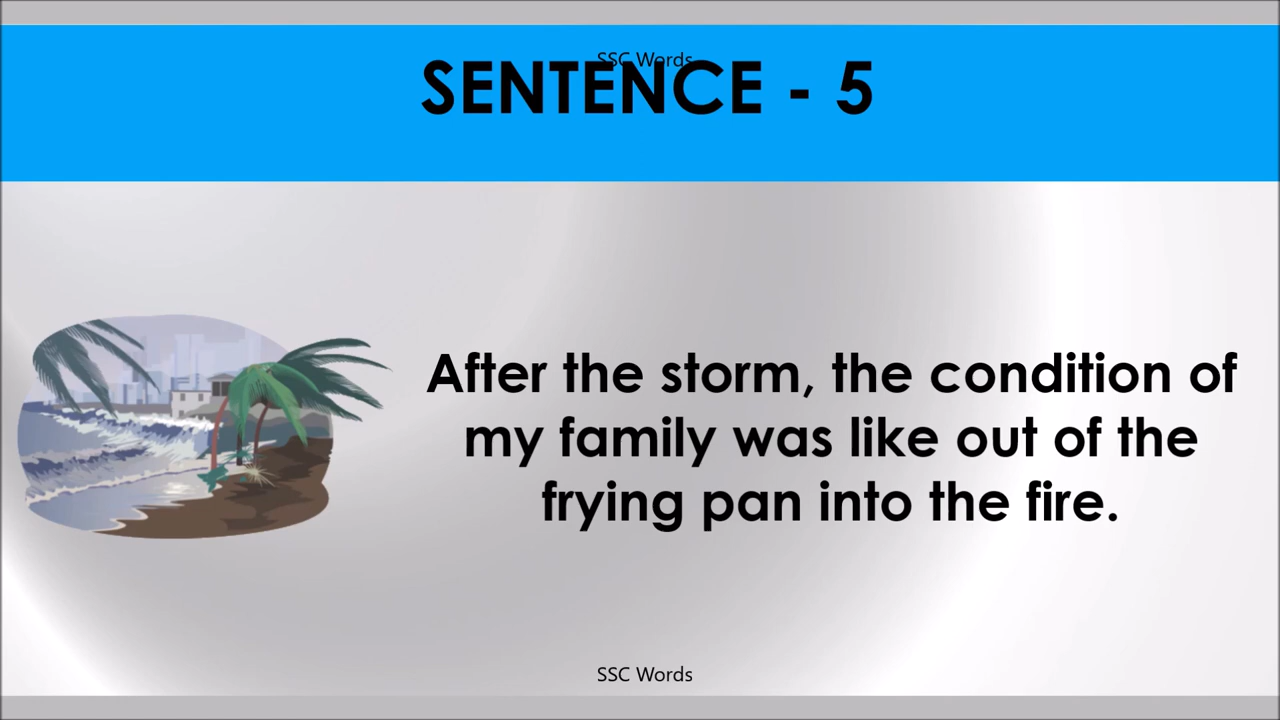 SSC Words
SENTENCE - 5
After the storm, the condition of
my family was like out of the
frying pan into the fire.
SSC Words